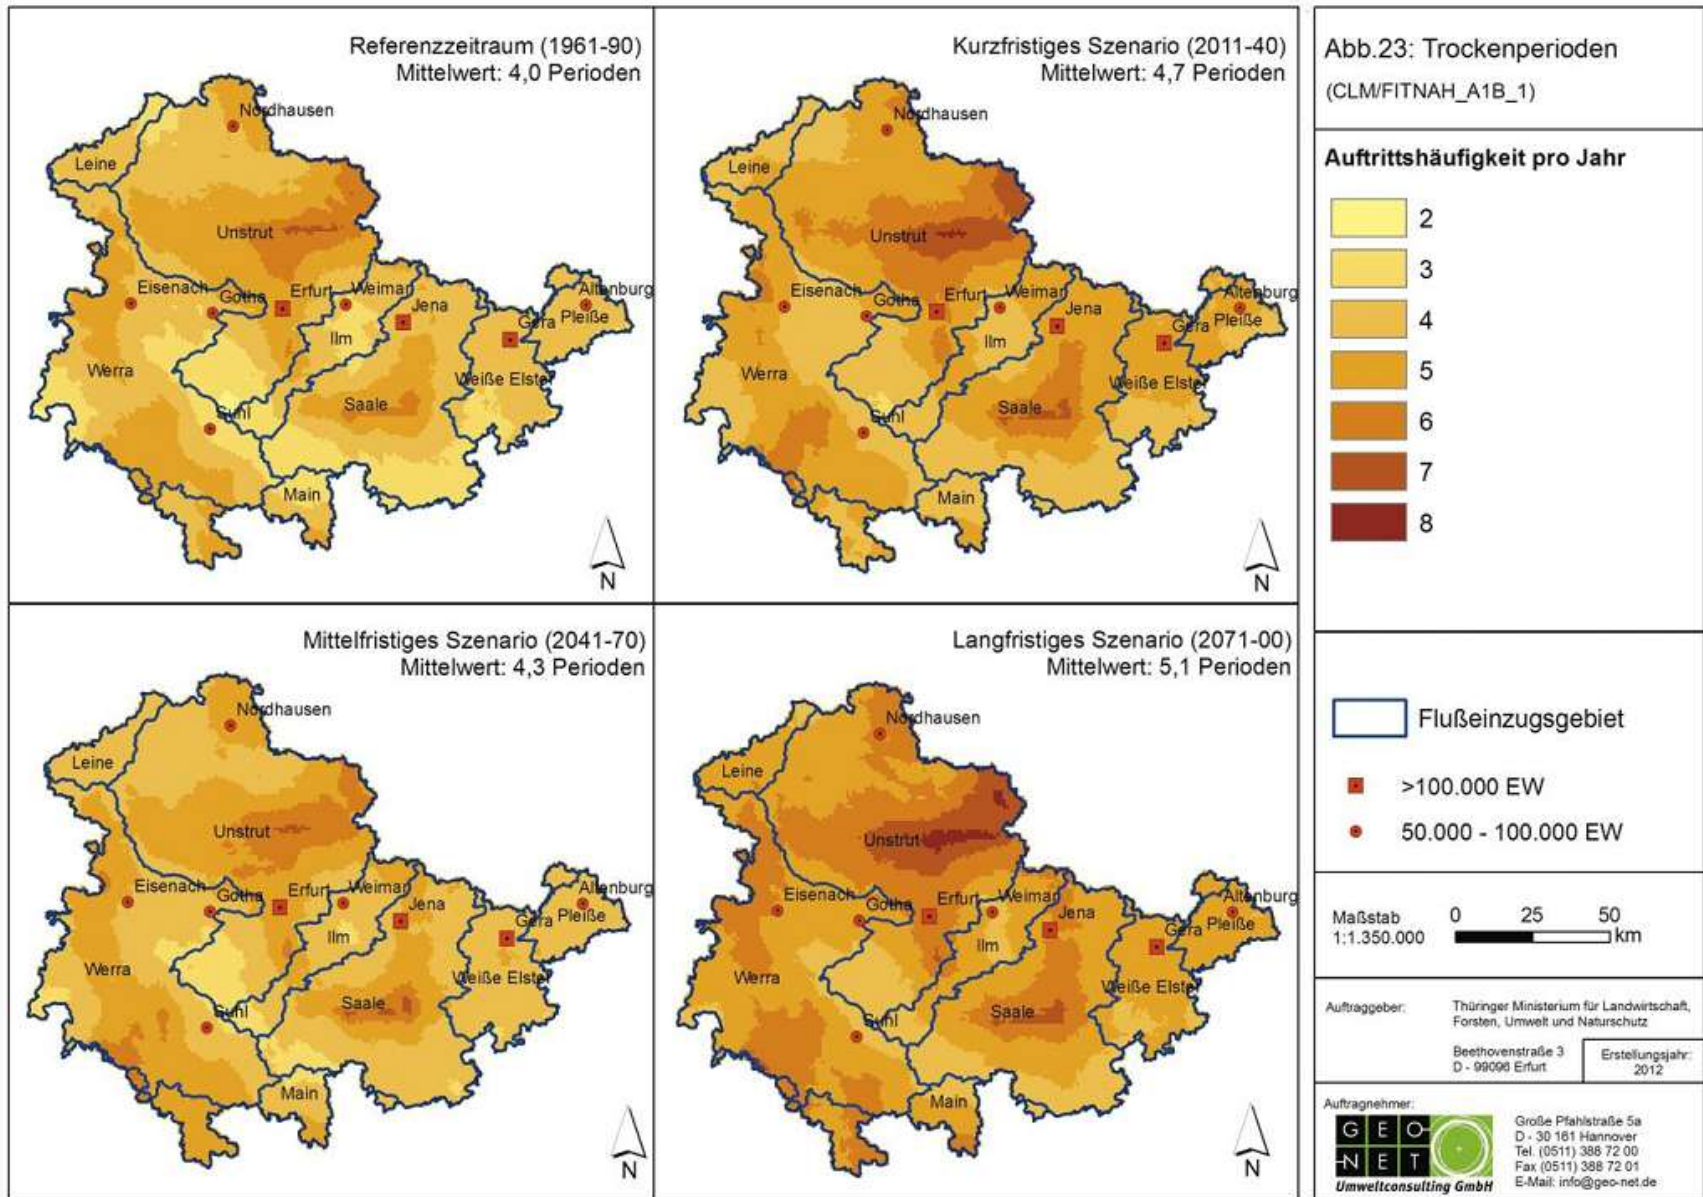 Referenzzeitraum (1961-90)
Mittelwert: 4,0 Perioden
Nordhausen
Leine
Unstrut
Eisenach
Gotha
Erfurt
Weimar
Jena
Altenburg
Gera
Pleiße
Ilm
Werra
Weiße Elster
Saale
Suhl
Main
N
Kurzfristiges Szenario (2011-40)
Mittelwert: 4,7 Perioden
Nordhausen
Leine
Unstrut
Eisenach
Gotha
Erfurt
Weimar
Jena
Altenburg
Gera
Pleiße
Ilm
Werra
Weiße Elster
Saale
Suhl
Main
N
Mittelfristiges Szenario (2041-70)
Mittelwert: 4,3 Perioden
Nordhausen
Leine
Unstrut
Eisenach
Gotha
Erfurt
Weimar
Jena
Altenburg
Gera
Pleiße
Ilm
Werra
Weiße Elster
Saale
Suhl
Main
N
Langfristiges Szenario (2071-00)
Mittelwert: 5,1 Perioden
Nordhausen
Leine
Unstrut
Eisenach
Gotha
Erfurt
Weimar
Jena
Altenburg
Gera
Pleiße
Ilm
Werra
Weiße Elster
Saale
Suhl
Main
N
Abb.23: Trockenperioden
(CLM/FITNAH_A1B_1)
Auftrittshäufigkeit pro Jahr
2
3
4
5
6
7
8
Flußeinzugsgebiet
>100.000 EW
50.000 - 100.000 EW
Maßstab
1:1.350.000
0 25 50
km
Auftraggeber:
Thüringer Ministerium für Landwirtschaft,
Forsten, Umwelt und Naturschutz
Beethovenstraße 3
D - 99096 Erfurt
Erstellungsjahr:
2012
Auftragnehmer:
GEO-
-NET
Umweltconsulting GmbH
Große Pfahlstraße 5a
D - 30 161 Hannover
Tel. (0511) 388 72 00
Fax (0511) 388 72 01
E-Mail: info@geo-net.de